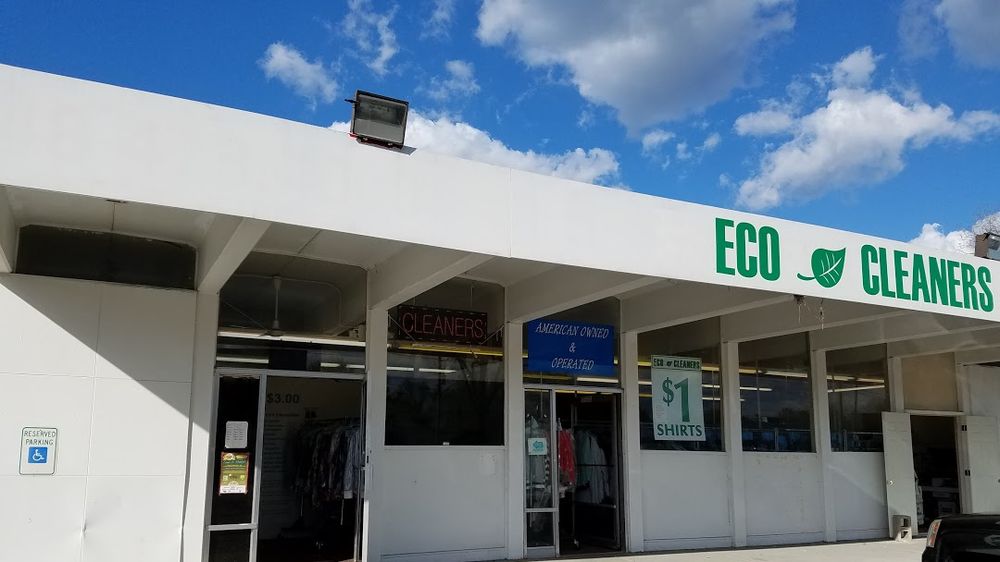 ECO CLEANERS
CLEANERS
AMERICAN OWNED
&
OPERATED
ECO CLEANERS
$1
SHIRTS
$3.00
RESERVED
PARKING